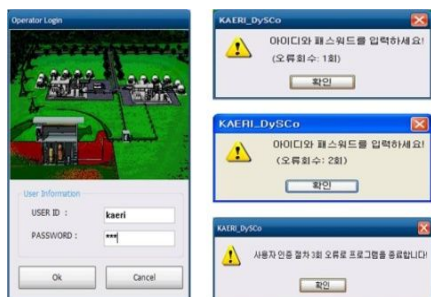 Operator Login
User Information
USER ID :
kaeri
PASSWORD :
***
Ok
Cancel
KAERI_DySCo
아이디와 패스워드를 입력하세요!
(오류회수: 1회)
확인
KAERI_DySCo
아이디와 패스워드를 입력하세요!
(오류회수: 2회)
확인
KAERI_DySCo
사용자 인증 절차 3회 오류로 프로그램을 종료합니다!
확인